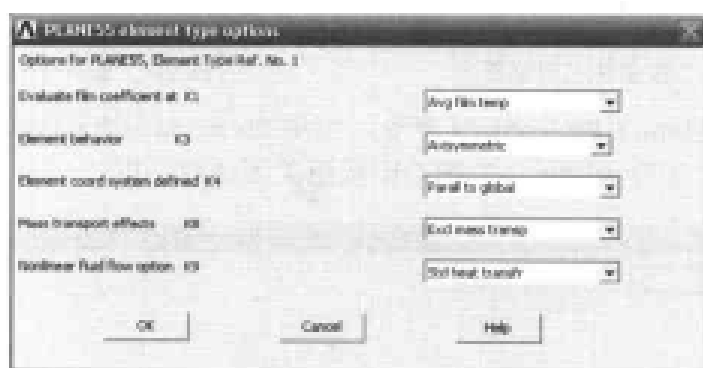 PLANE55 element type options
Options for PLANE55, Element Type Ref. No. 1
Evaluate film coefficient at K1 Avg film temp
Element behavior K3 Axisymmetric
Element coord system defined K4 Parall to global
Mass transport effects K8 Excl mass transp
Nonlinear fluid flow option K9 Std heat transfr
OK Cancel Help